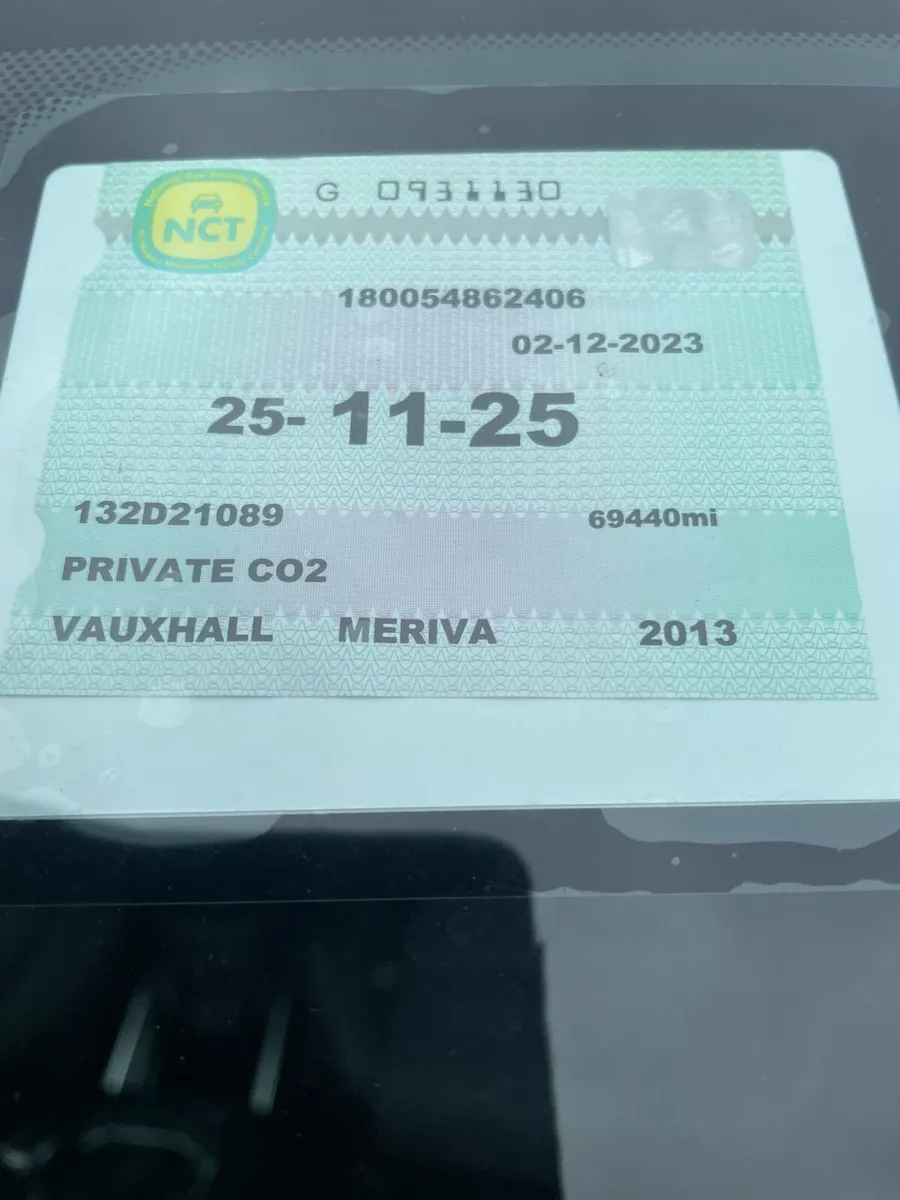 NCT
G 0931130
180054862406
02-12-2023
25- 11-25
132D21089 69440mi
PRIVATE CO2
VAUXHALL MERIVA 2013